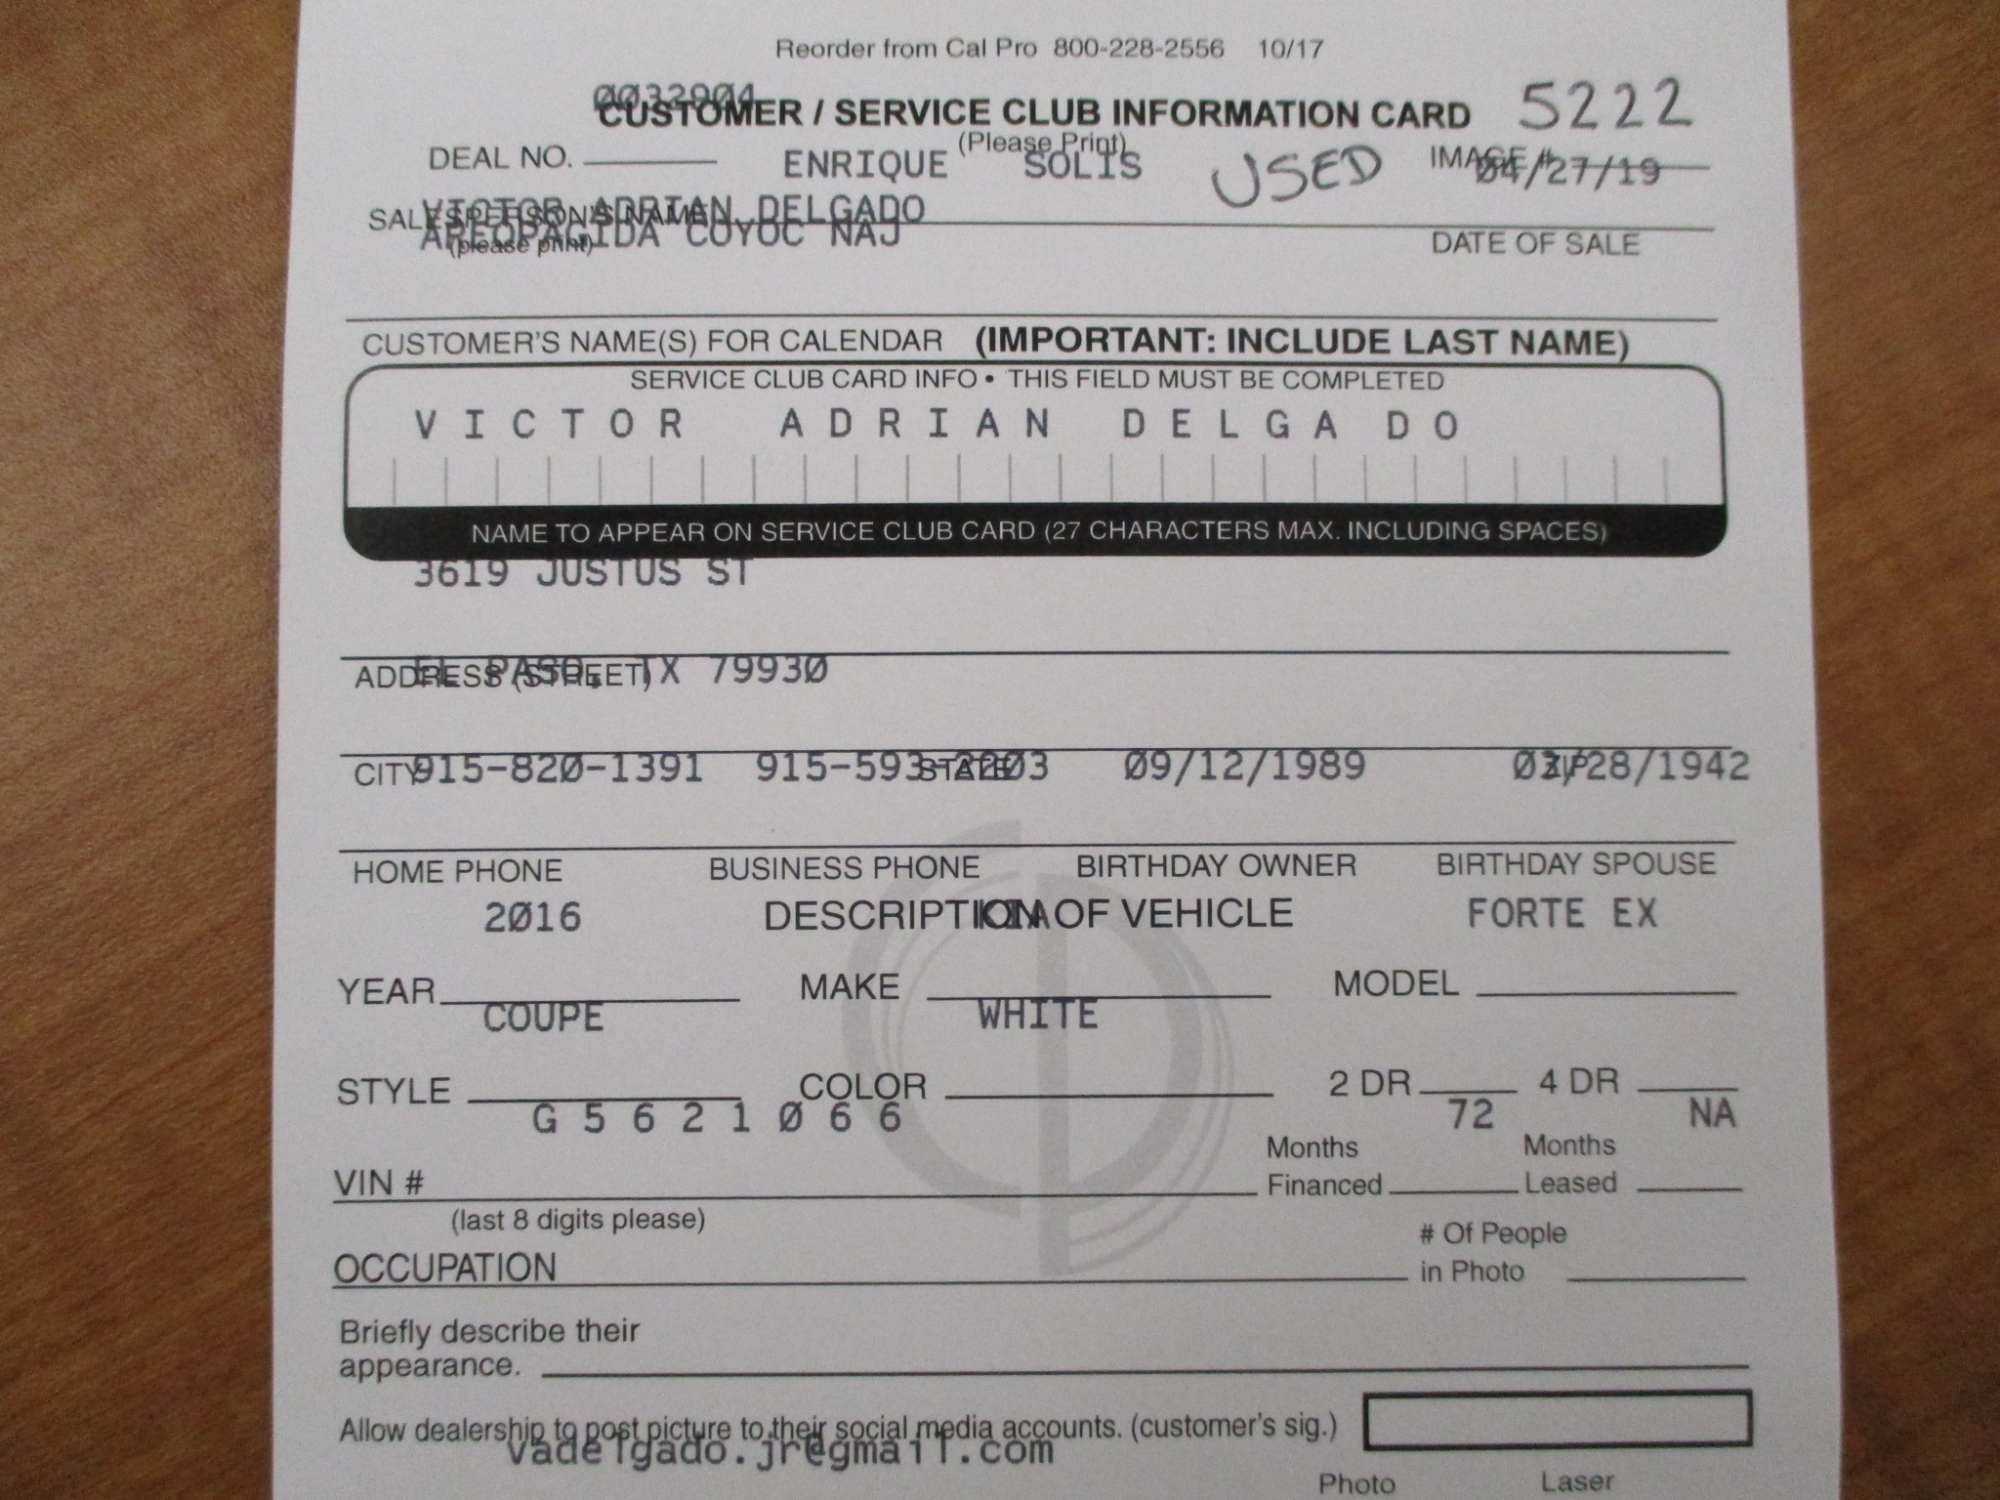 Reorder from Cal Pro 800-228-2556 10/17
0032904
CUSTOMER / SERVICE CLUB INFORMATION CARD 5222
(Please Print)
DEAL NO. ENRIQUE SOLIS USED IMAGE # 04/27/19
VICTOR ADRIAN DELGADO
SALESPERSON'S NAME
AREOPAGIDA COYOC NAJ
(please print) DATE OF SALE
CUSTOMER'S NAME(S) FOR CALENDAR (IMPORTANT: INCLUDE LAST NAME)
SERVICE CLUB CARD INFO • THIS FIELD MUST BE COMPLETED
VICTOR ADRIAN DELGADO
NAME TO APPEAR ON SERVICE CLUB CARD (27 CHARACTERS MAX. INCLUDING SPACES)
3619 JUSTUS ST
EL PASO, TX 79930
ADDRESS (STREET)
915-820-1391 09/12/1989
CITY STATE ZIP
HOME PHONE BUSINESS PHONE BIRTHDAY OWNER BIRTHDAY SPOUSE
2016 KIA FORTE EX
DESCRIPTION OF VEHICLE
YEAR MAKE MODEL
COUPE WHITE
STYLE COLOR 2 DR 4 DR
G5621066 72 NA
VIN # Months Financed Months Leased
(last 8 digits please)
OCCUPATION # Of People in Photo
Briefly describe their
appearance.
Allow dealership to post picture to their social media accounts. (customer's sig.)
vadelgado.jr@gmail.com
Photo Laser